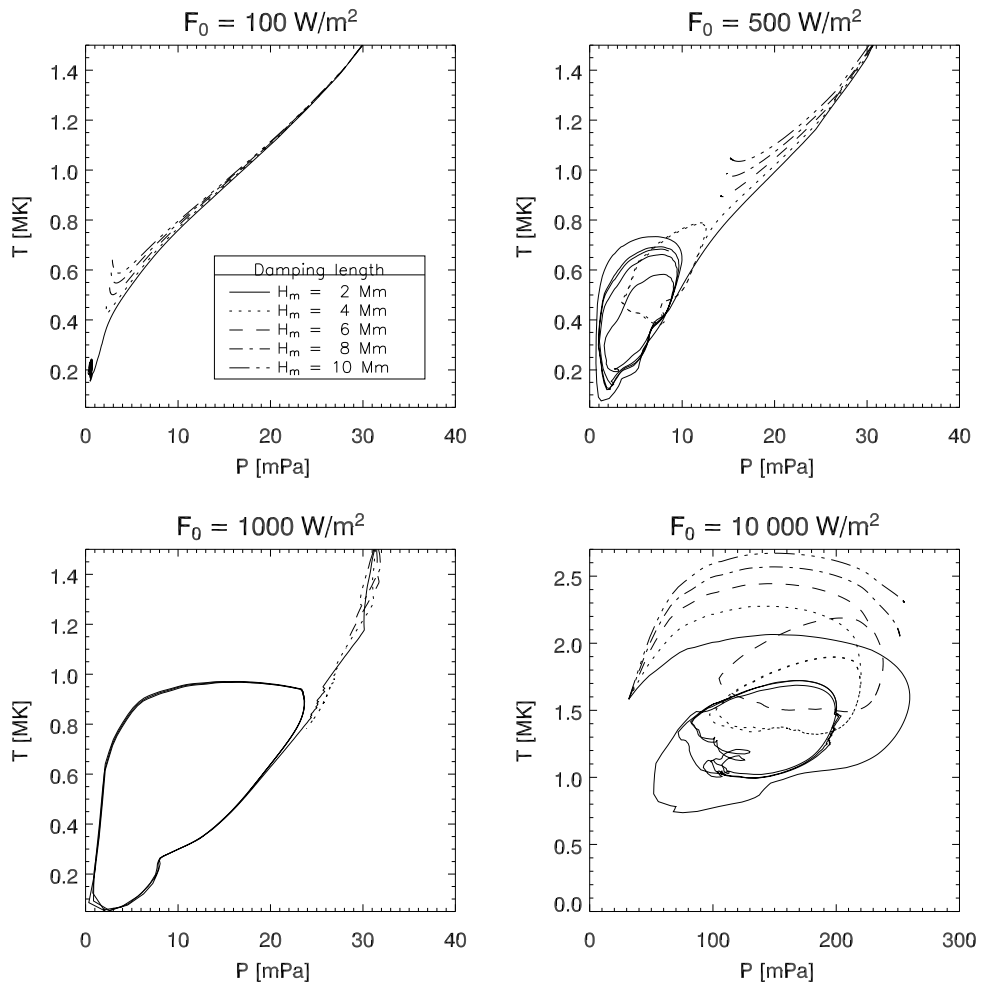 F₀ = 100 W/m²
1.4
1.2
1.0
0.8
0.6
0.4
0.2
T [MK]
Damping length
Hₘ = 2 Mm
Hₘ = 4 Mm
Hₘ = 6 Mm
Hₘ = 8 Mm
Hₘ = 10 Mm
0 10 20 30 40
P [mPa]
F₀ = 500 W/m²
1.4
1.2
1.0
0.8
0.6
0.4
0.2
T [MK]
0 10 20 30 40
P [mPa]
F₀ = 1000 W/m²
1.4
1.2
1.0
0.8
0.6
0.4
0.2
T [MK]
0 10 20 30 40
P [mPa]
F₀ = 10 000 W/m²
2.5
2.0
1.5
1.0
0.5
0.0
T [MK]
0 100 200 300
P [mPa]